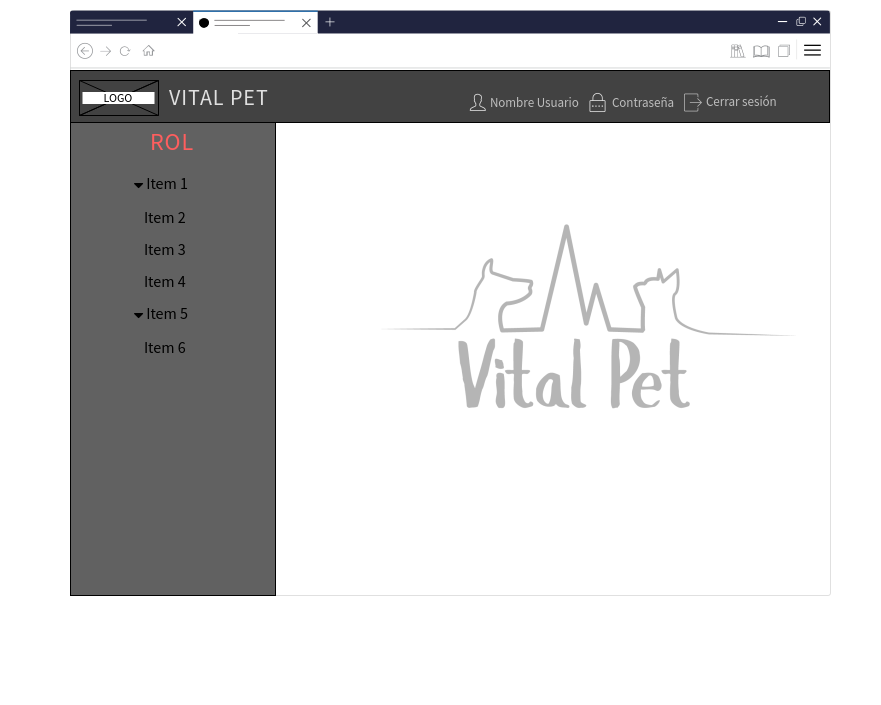 LOGO
VITAL PET
Nombre Usuario
Contraseña
Cerrar sesión
ROL
Item 1
Item 2
Item 3
Item 4
Item 5
Item 6
Vital Pet